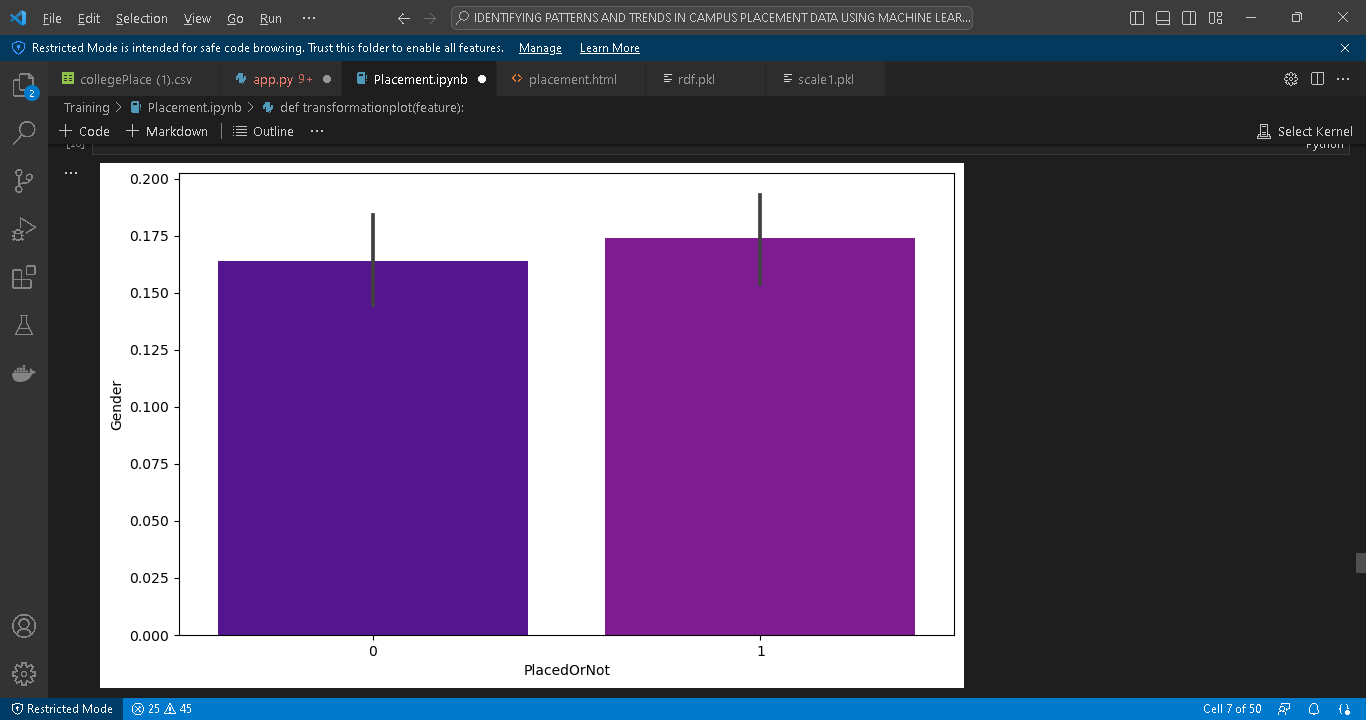 File Edit Selection View Go Run ··· IDENTIFYING PATTERNS AND TRENDS IN CAMPUS PLACEMENT DATA USING MACHINE LEAR...
Restricted Mode is intended for safe code browsing. Trust this folder to enable all features. Manage Learn More
2
collegePlace (1).csv app.py 9+ Placement.ipynb placement.html rdf.pkl scale1.pkl
Training > Placement.ipynb > def transformationplot(feature):
+ Code + Markdown Outline ··· Select Kernel
[20] Python
0.200
0.175
0.150
0.125
0.100
0.075
0.050
0.025
0.000
Gender
0 1
PlacedOrNot
Restricted Mode 25 45 Cell 7 of 50